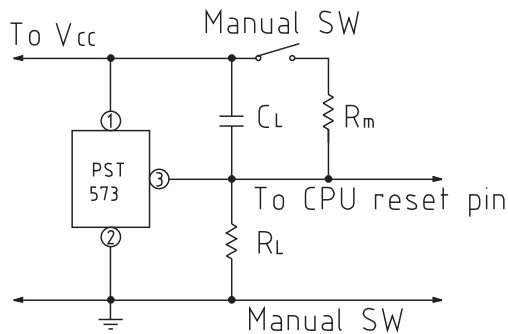 Manual SW
To Vcc
CL
Rm
1
PST
573
3
To CPU reset pin
2
RL
Manual SW